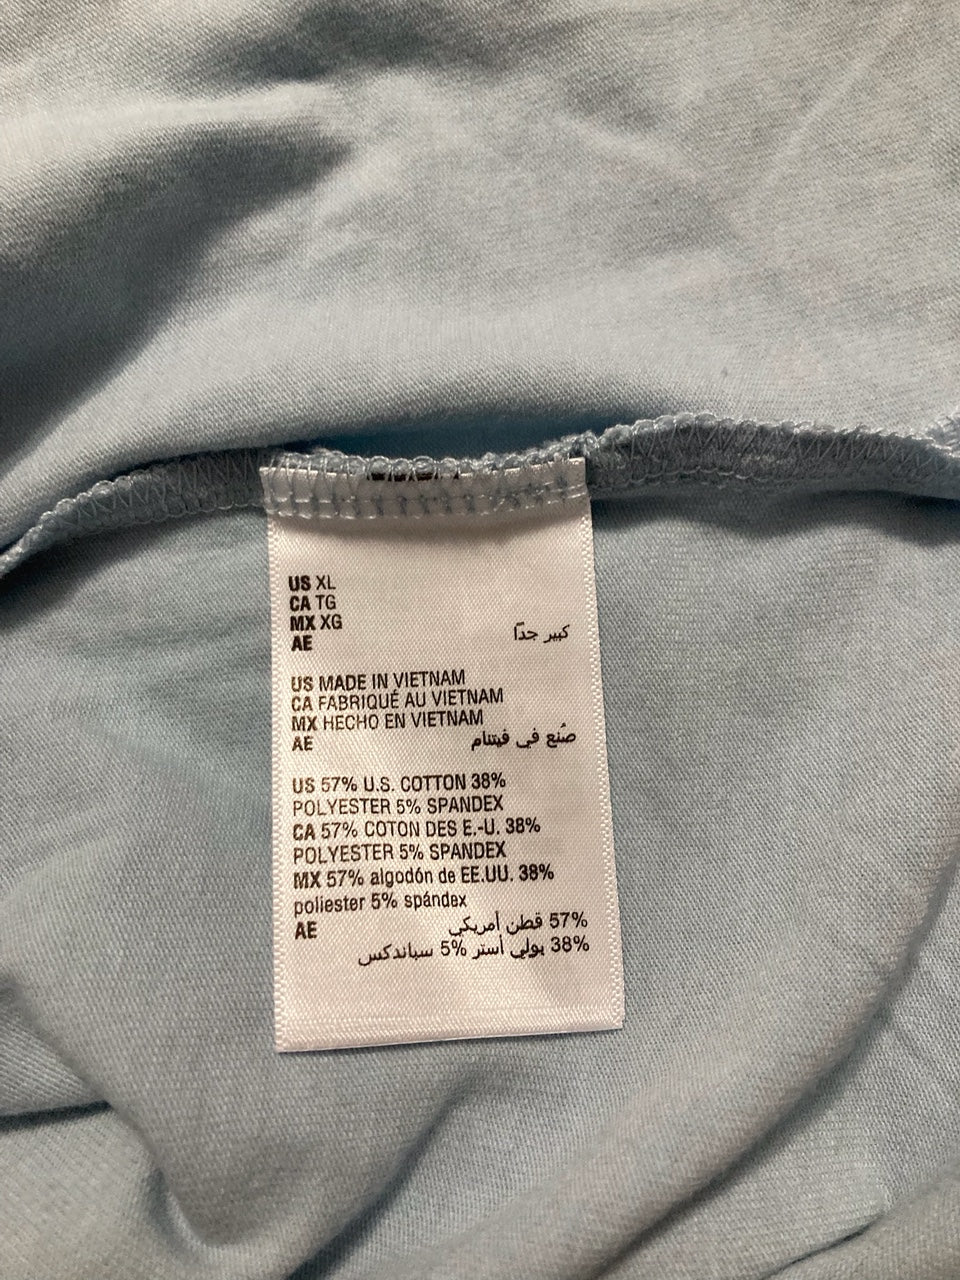 US XL
CA TG
MX XG
AE كبير جدًا
US MADE IN VIETNAM
CA FABRIQUÉ AU VIETNAM
MX HECHO EN VIETNAM
AE صُنع في فيتنام
US 57% U.S. COTTON 38%
POLYESTER 5% SPANDEX
CA 57% COTON DES E.-U. 38%
POLYESTER 5% SPANDEX
MX 57% algodón de EE.UU. 38%
poliester 5% spándex
AE 57% قطن أمريكي
38% بولي أستر 5% سباندكس